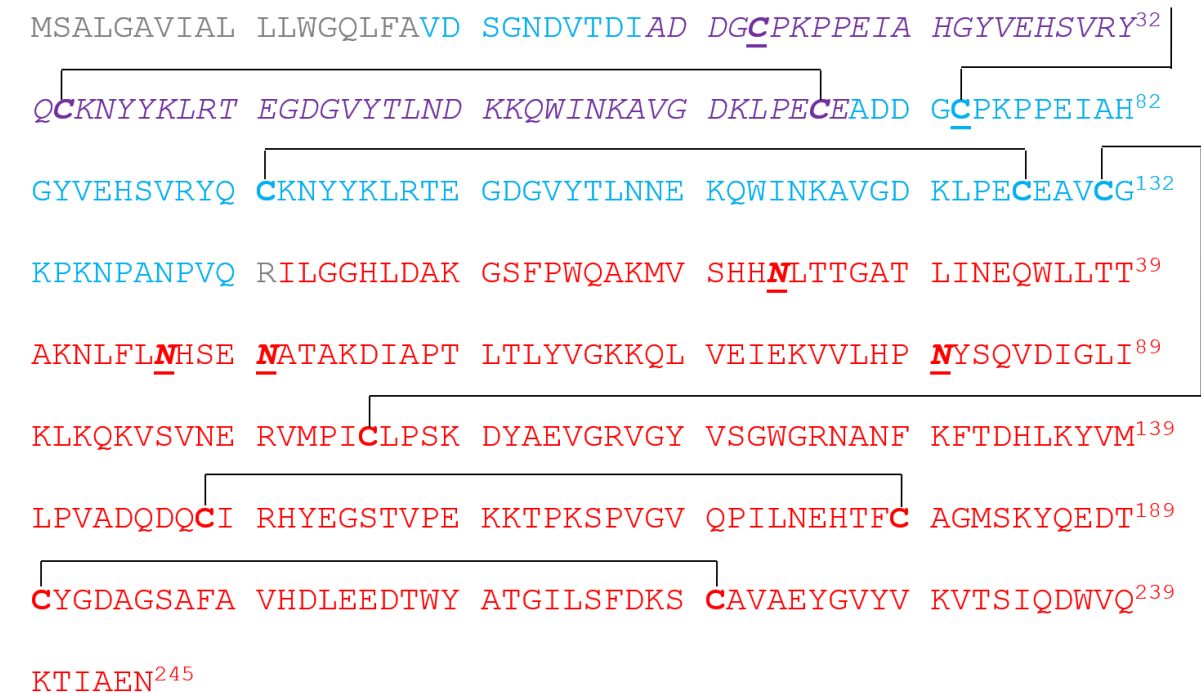 MSALGAVIAL LLWGQLFAVD SGNDVTDIAD DGCPKPPEIA HGYVEHSVRY32
QCKNYYKLRT EGDGVYTLND KKQWINKAVG DKLPECEADD GCPKPPEIAH82
GYVEHSVRYQ CKNYYKLRTE GDGVYTLNNE KQWINKAVGD KLPECEAVCG132
KPKNPANPVQ RILGGHLDAK GSFPWQAKMV SHHNLTTGAT LINEQWLLTT39
AKNLFLNHSE NATAKDIAPT LTLYVGKKQL VEIEKVVLHP NYSQVDIGLI89
KLKQKVSVNE RVMPICLPSK DYAEVGRVGY VSGWGRNANF KFTDHLKYVM139
LPVADQDQCI RHYEGSTVPE KKTPKSPVGV QPILNEHTFC AGMSKYQEDT189
CYGDAGSAFA VHDLEEDTWY ATGILSFDKS CAVAEYGVYV KVTSIQDWVQ239
KTIAEN245